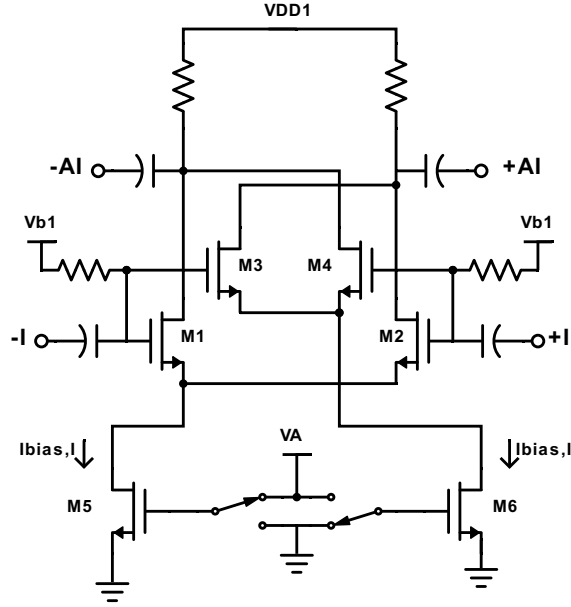 VDD1
-AI
+AI
Vb1
Vb1
M3
M4
-I
M1
M2
+I
Ibias,I
VA
Ibias,I
M5
M6